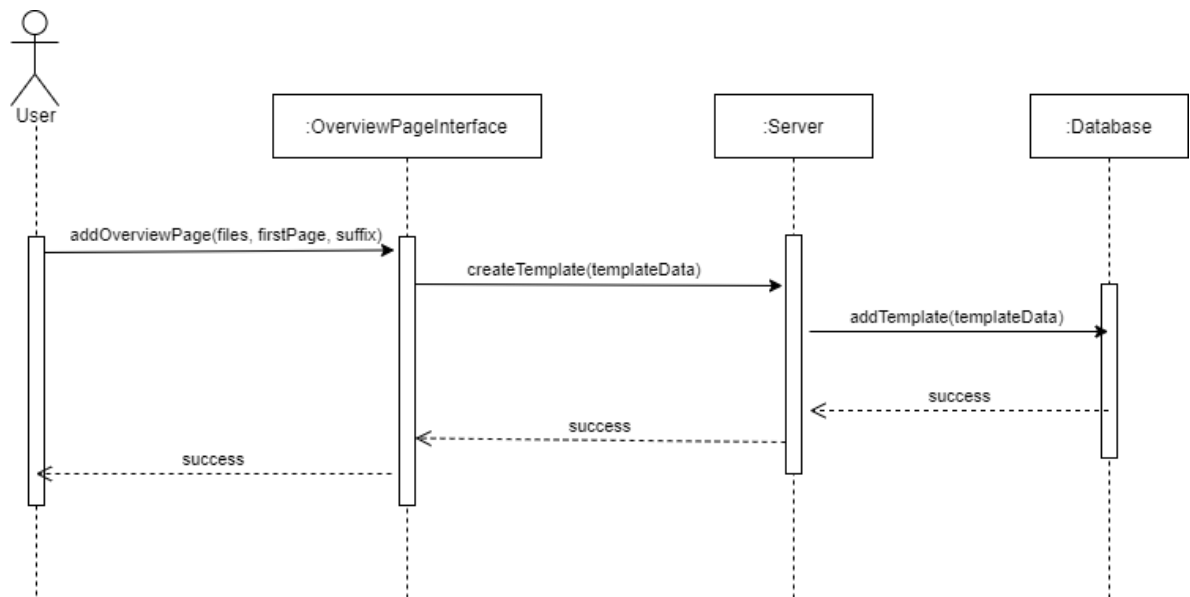 User
:OverviewPageInterface
:Server
:Database
addOverviewPage(files, firstPage, suffix)
createTemplate(templateData)
addTemplate(templateData)
success
success
success